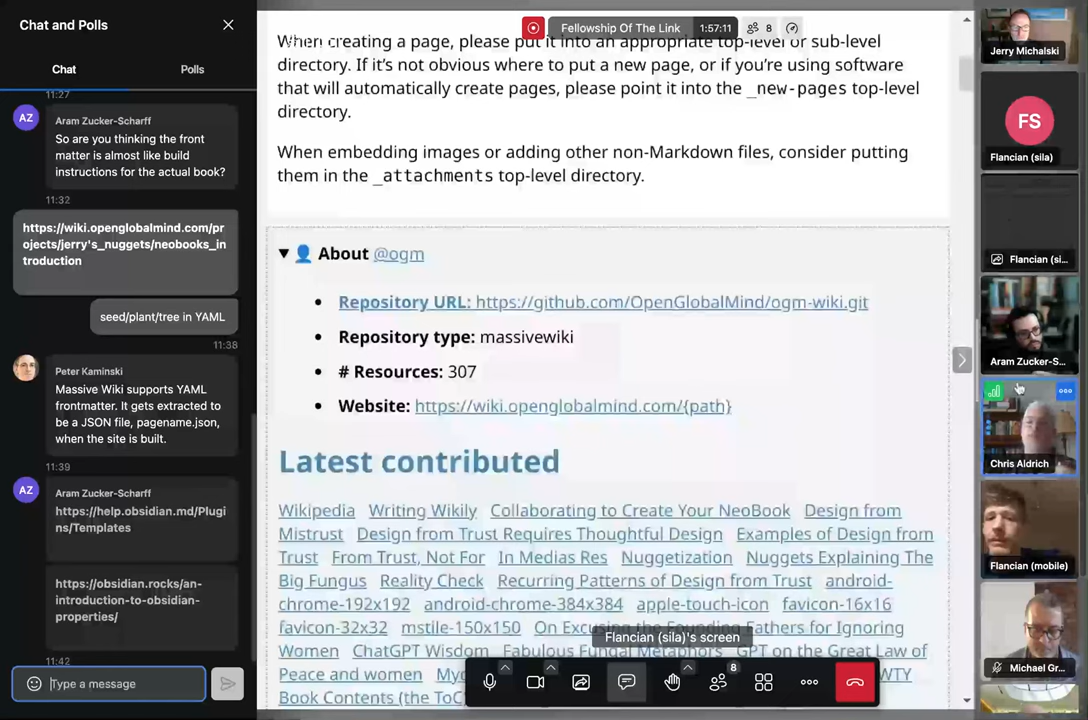 Chat and Polls
Chat
Polls
11:27
AZ
Aram Zucker-Scharff
So are you thinking the front
matter is almost like build
instructions for the actual book?
11:32
https://wiki.openglobalmind.com/pr
ojects/jerry's_nuggets/neobooks_in
troduction
seed/plant/tree in YAML
11:38
Peter Kaminski
Massive Wiki supports YAML
frontmatter. It gets extracted to
be a JSON file, pagename.json,
when the site is built.
11:39
AZ
Aram Zucker-Scharff
https://help.obsidian.md/Plugi
ns/Templates
https://obsidian.rocks/an-
introduction-to-obsidian-
properties/
11:42
Type a message
Fellowship Of The Link
1:57:11
8
When creating a page, please put it into an appropriate top-level or sub-level
directory. If it's not obvious where to put a new page, or if you're using software
that will automatically create pages, please point it into the _new-pages top-level
directory.
When embedding images or adding other non-Markdown files, consider putting
them in the _attachments top-level directory.
About @ogm
Repository URL: https://github.com/OpenGlobalMind/ogm-wiki.git
Repository type: massivewiki
# Resources: 307
Website: https://wiki.openglobalmind.com/{path}
Latest contributed
Wikipedia Writing Wikily Collaborating to Create Your NeoBook Design from
Mistrust Design from Trust Requires Thoughtful Design Examples of Design from
Trust From Trust, Not For In Medias Res Nuggetization Nuggets Explaining The
Big Fungus Reality Check Recurring Patterns of Design from Trust android-
chrome-192x192 android-chrome-384x384 apple-touch-icon favicon-16x16
favicon-32x32 mstile-150x150 On Excusing the Founding Fathers for Ignoring
Women ChatGPT Wisdom Fabulous Fungal Metaphors GPT on the Great Law of
Peace and women
WTY
Book Contents (the ToC)
Flancian (sila)'s screen
8
Jerry Michalski
FS
Flancian (sila)
Flancian (si...
Aram Zucker-S...
Chris Aldrich
Flancian (mobile)
Michael Gr...